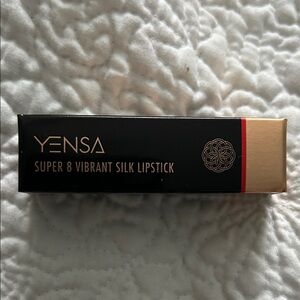 YENSA
SUPER 8 VIBRANT SILK LIPSTICK